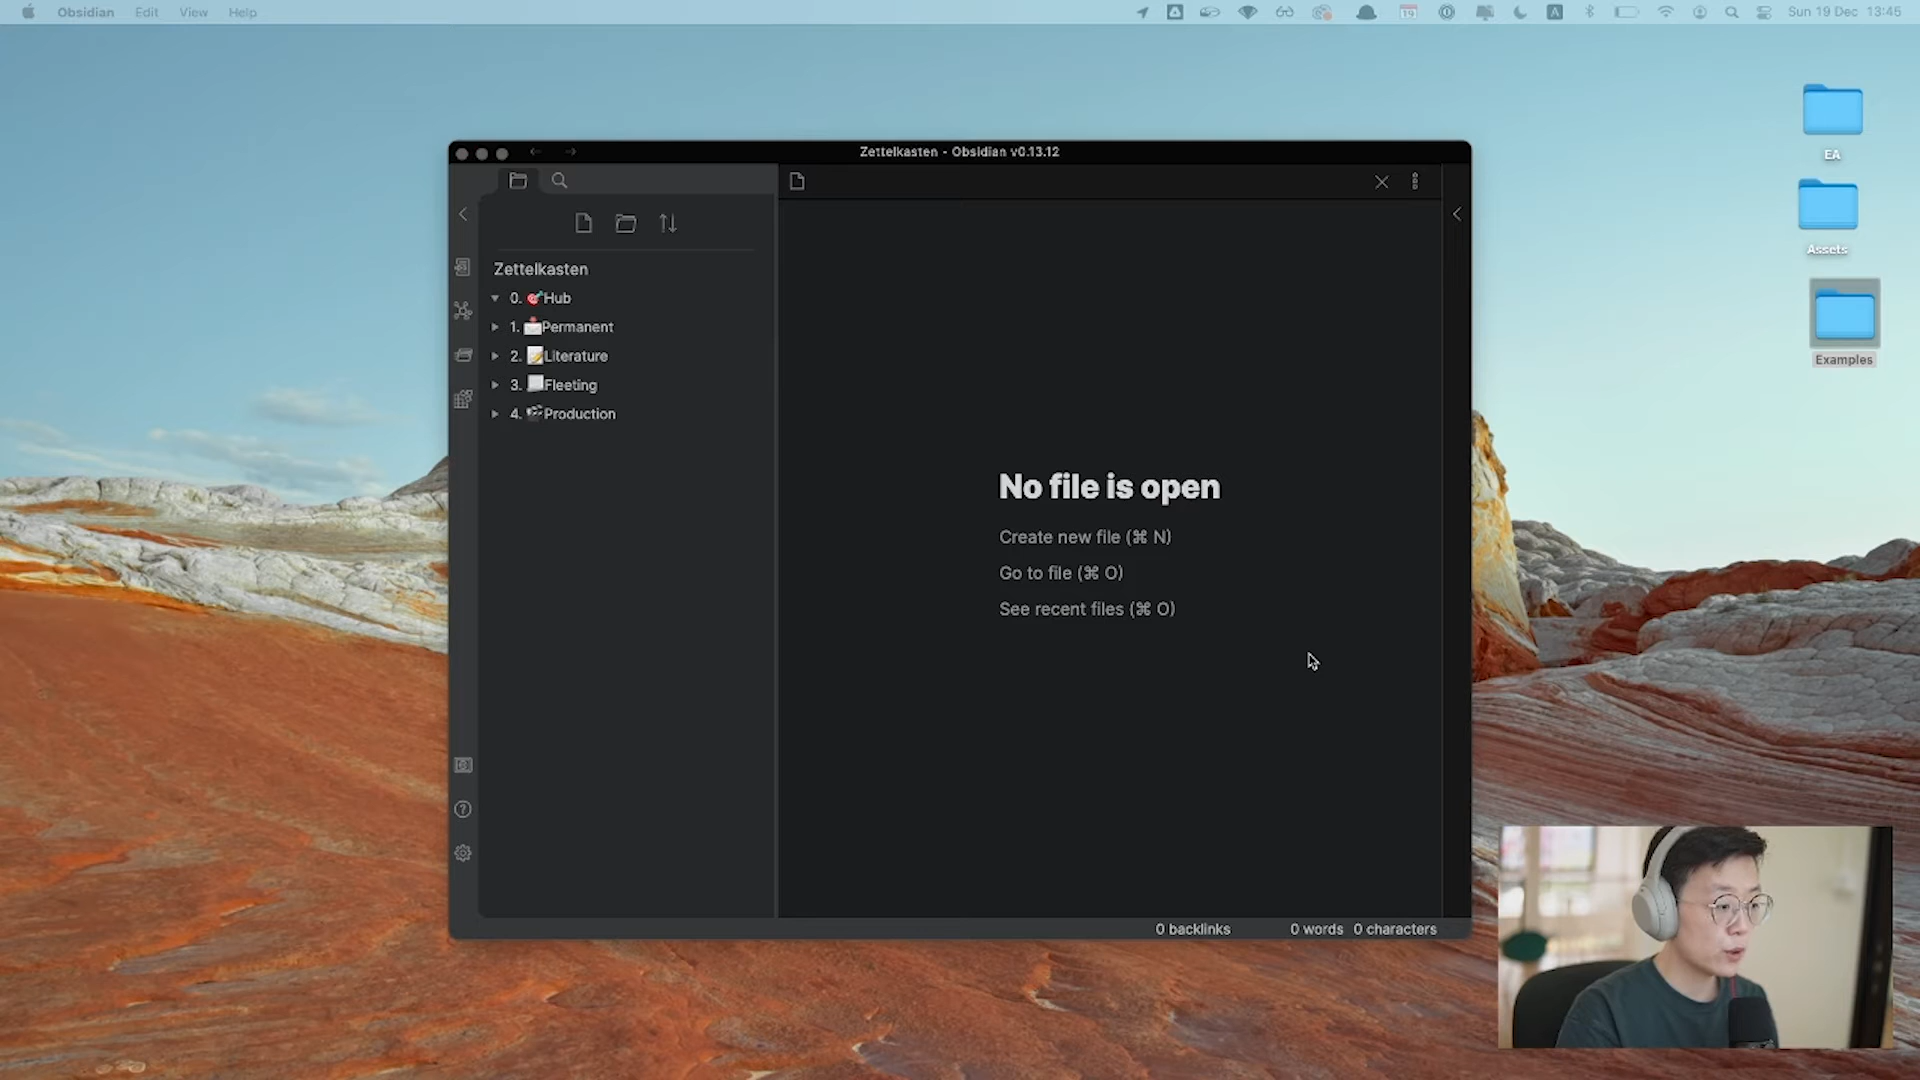 Obsidian Edit View Help
19
A
Sun 19 Dec 13:45
EA
Assets
Examples
Zettelkasten - Obsidian v0.13.12
Zettelkasten
0. 🎯Hub
1. 📩Permanent
2. 📝Literature
3. 📃Fleeting
4. 🎬Production
No file is open
Create new file (⌘ N)
Go to file (⌘ O)
See recent files (⌘ O)
0 backlinks 0 words 0 characters